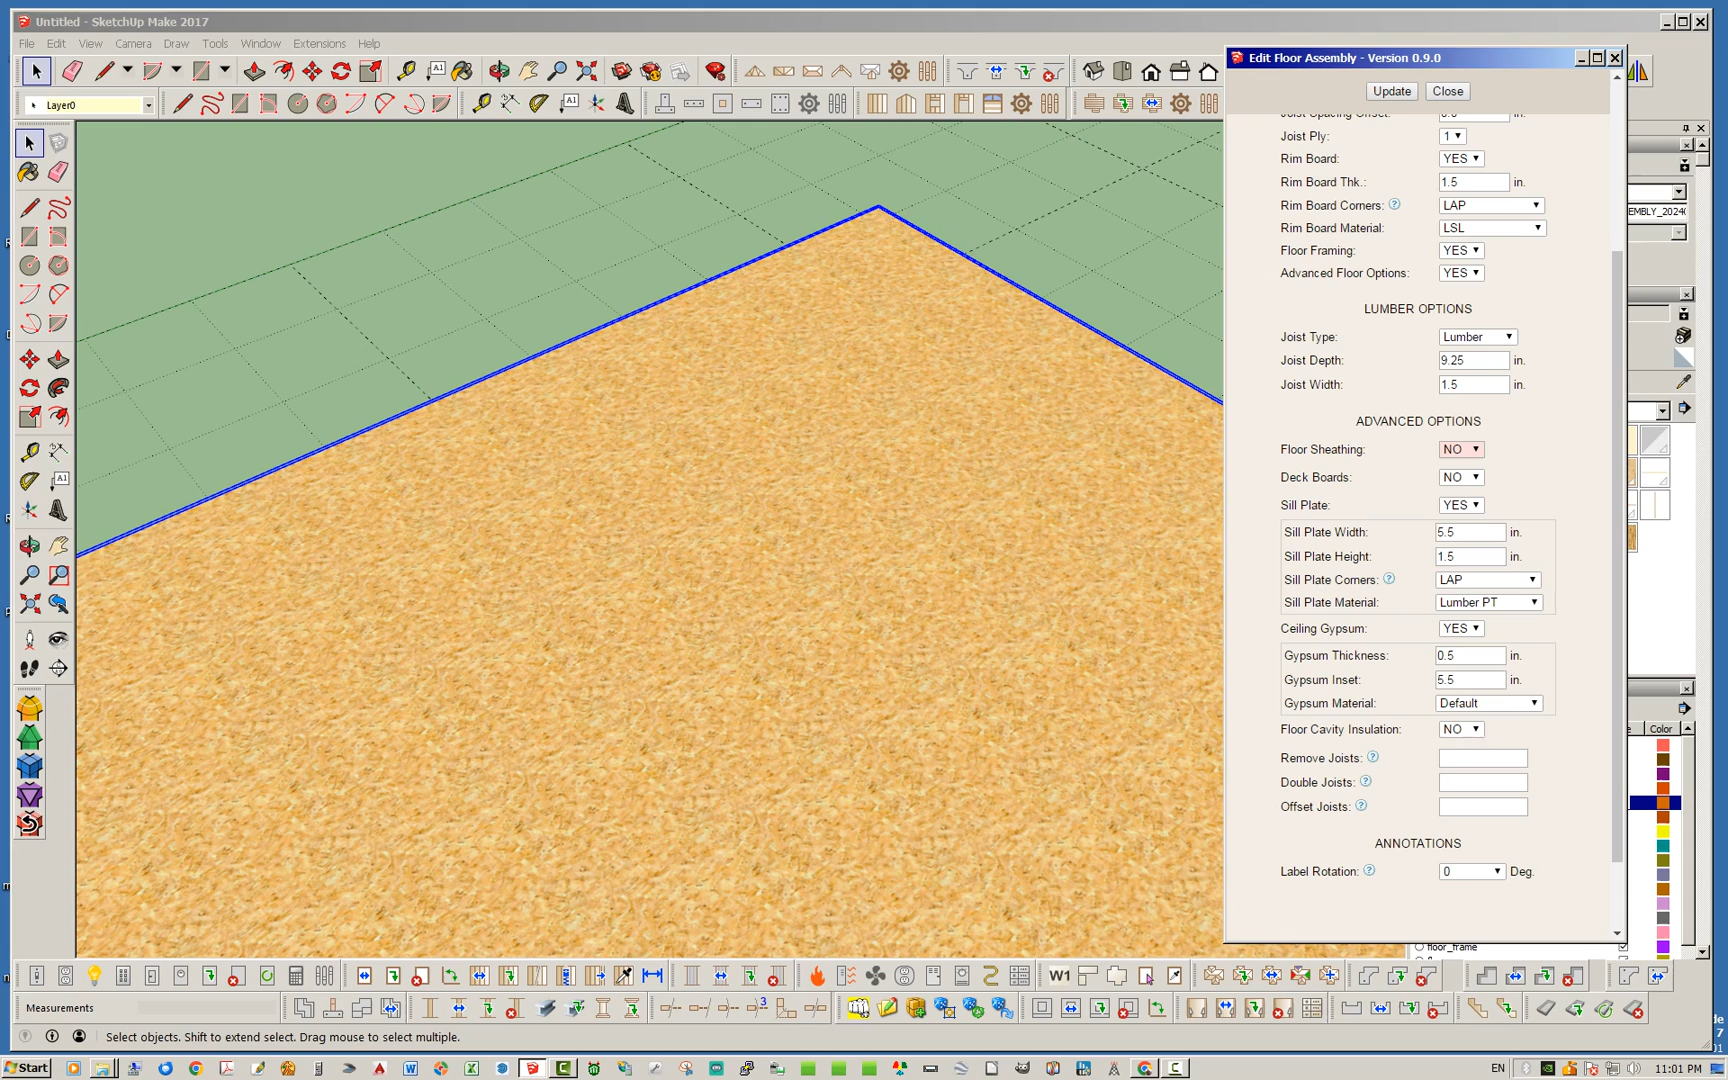 Untitled - SketchUp Make 2017
File Edit View Camera Draw Tools Window Extensions Help
Layer0
Edit Floor Assembly - Version 0.9.0
Update Close
Joist Spacing Offset: 0.0 in.
Joist Ply: 1
Rim Board: YES
Rim Board Thk.: 1.5 in.
Rim Board Corners: ? LAP
Rim Board Material: LSL
Floor Framing: YES
Advanced Floor Options: YES
LUMBER OPTIONS
Joist Type: Lumber
Joist Depth: 9.25 in.
Joist Width: 1.5 in.
ADVANCED OPTIONS
Floor Sheathing: NO
Deck Boards: NO
Sill Plate: YES
Sill Plate Width: 5.5 in.
Sill Plate Height: 1.5 in.
Sill Plate Corners: ? LAP
Sill Plate Material: Lumber PT
Ceiling Gypsum: YES
Gypsum Thickness: 0.5 in.
Gypsum Inset: 5.5 in.
Gypsum Material: Default
Floor Cavity Insulation: NO
Remove Joists: ?
Double Joists: ?
Offset Joists: ?
ANNOTATIONS
Label Rotation: ? 0 Deg.
Color
floor_frame
W1
Measurements
3
Select objects. Shift to extend select. Drag mouse to select multiple.
Start
EN
11:01 PM